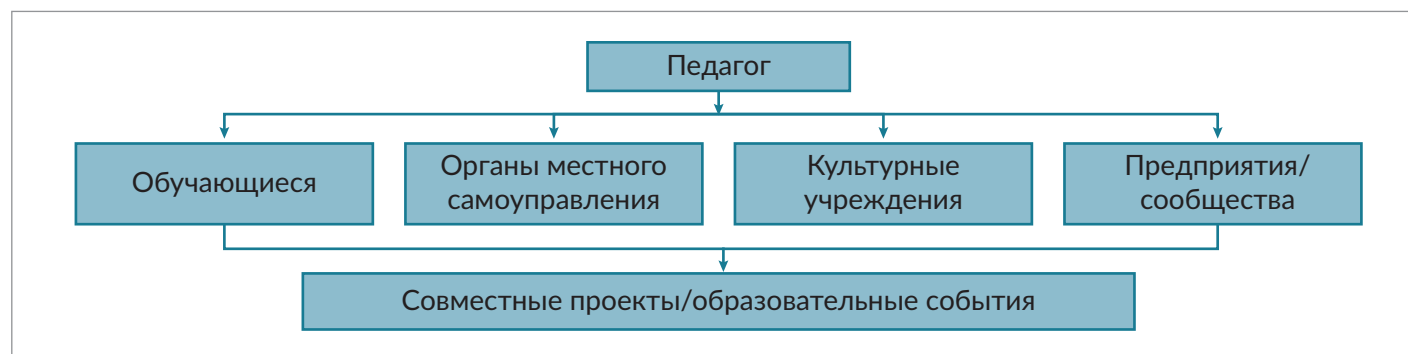 Педагог
Обучающиеся
Органы местного
самоуправления
Культурные
учреждения
Предприятия/
сообщества
Совместные проекты/образовательные события